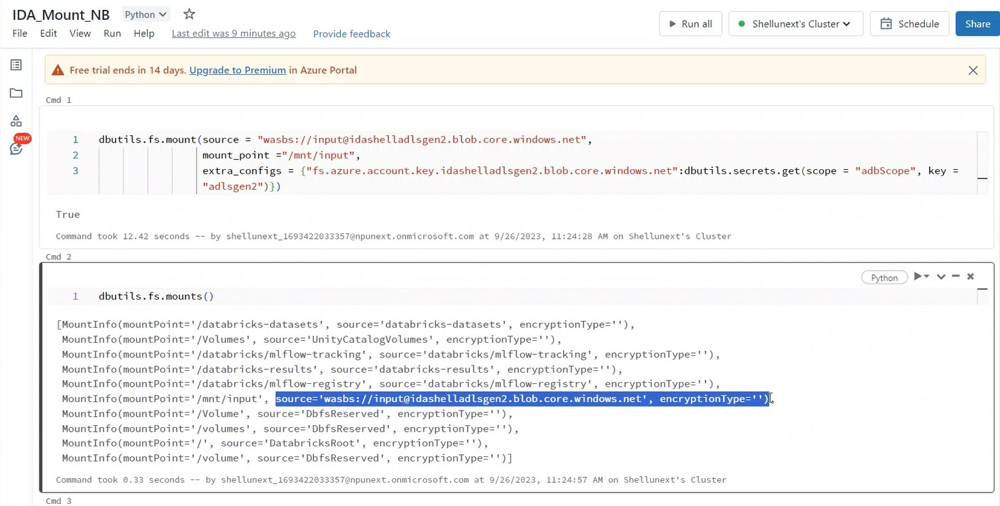 IDA_Mount_NB Python
File Edit View Run Help Last edit was 9 minutes ago Provide feedback
Run all Shellunext's Cluster Schedule Share
Free trial ends in 14 days. Upgrade to Premium in Azure Portal
NEW
Cmd 1
1 dbutils.fs.mount(source = "wasbs://input@idashelladlsgen2.blob.core.windows.net",
2 mount_point ="/mnt/input",
3 extra_configs = {"fs.azure.account.key.idashelladlsgen2.blob.core.windows.net":dbutils.secrets.get(scope = "adbScope", key =
"adlsgen2")})
True
Command took 12.42 seconds -- by shellunext_1693422033357@npunext.onmicrosoft.com at 9/26/2023, 11:24:28 AM on Shellunext's Cluster
Cmd 2
Python
1 dbutils.fs.mounts()
[MountInfo(mountPoint='/databricks-datasets', source='databricks-datasets', encryptionType=''),
MountInfo(mountPoint='/Volumes', source='UnityCatalogVolumes', encryptionType=''),
MountInfo(mountPoint='/databricks/mlflow-tracking', source='databricks/mlflow-tracking', encryptionType=''),
MountInfo(mountPoint='/databricks-results', source='databricks-results', encryptionType=''),
MountInfo(mountPoint='/databricks/mlflow-registry', source='databricks/mlflow-registry', encryptionType=''),
MountInfo(mountPoint='/mnt/input', source='wasbs://input@idashelladlsgen2.blob.core.windows.net', encryptionType=''),
MountInfo(mountPoint='/Volume', source='DbfsReserved', encryptionType=''),
MountInfo(mountPoint='/volumes', source='DbfsReserved', encryptionType=''),
MountInfo(mountPoint='/', source='DatabricksRoot', encryptionType=''),
MountInfo(mountPoint='/volume', source='DbfsReserved', encryptionType='')]
Command took 0.33 seconds -- by shellunext_1693422033357@npunext.onmicrosoft.com at 9/26/2023, 11:24:57 AM on Shellunext's Cluster
Cmd 3